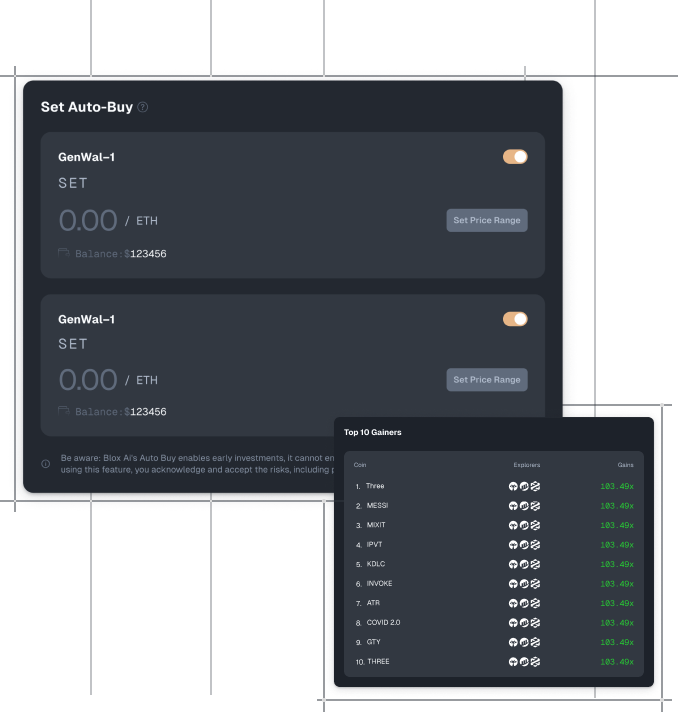 Set Auto-Buy ?
GenWal-1
SET
0.00 / ETH
Set Price Range
Balance:$123456
GenWal-1
SET
0.00 / ETH
Set Price Range
Balance:$123456
Be aware: Blox Ai's Auto Buy enables early investments, it cannot en
using this feature, you acknowledge and accept the risks, including
Top 10 Gainers
Coin Explorers Gains
1. Three 103.49x
2. MESSI 103.49x
3. MIXIT 103.49x
4. IPVT 103.49x
5. KDLC 103.49x
6. INVOKE 103.49x
7. ATR 103.49x
8. COVID 2.0 103.49x
9. GTY 103.49x
10. THREE 103.49x